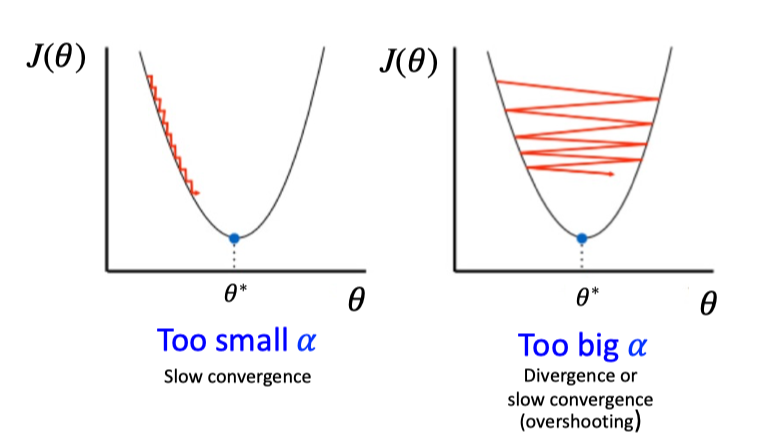 J(θ)
θ*
θ
Too small α
Slow convergence
J(θ)
θ*
θ
Too big α
Divergence or
slow convergence
(overshooting)